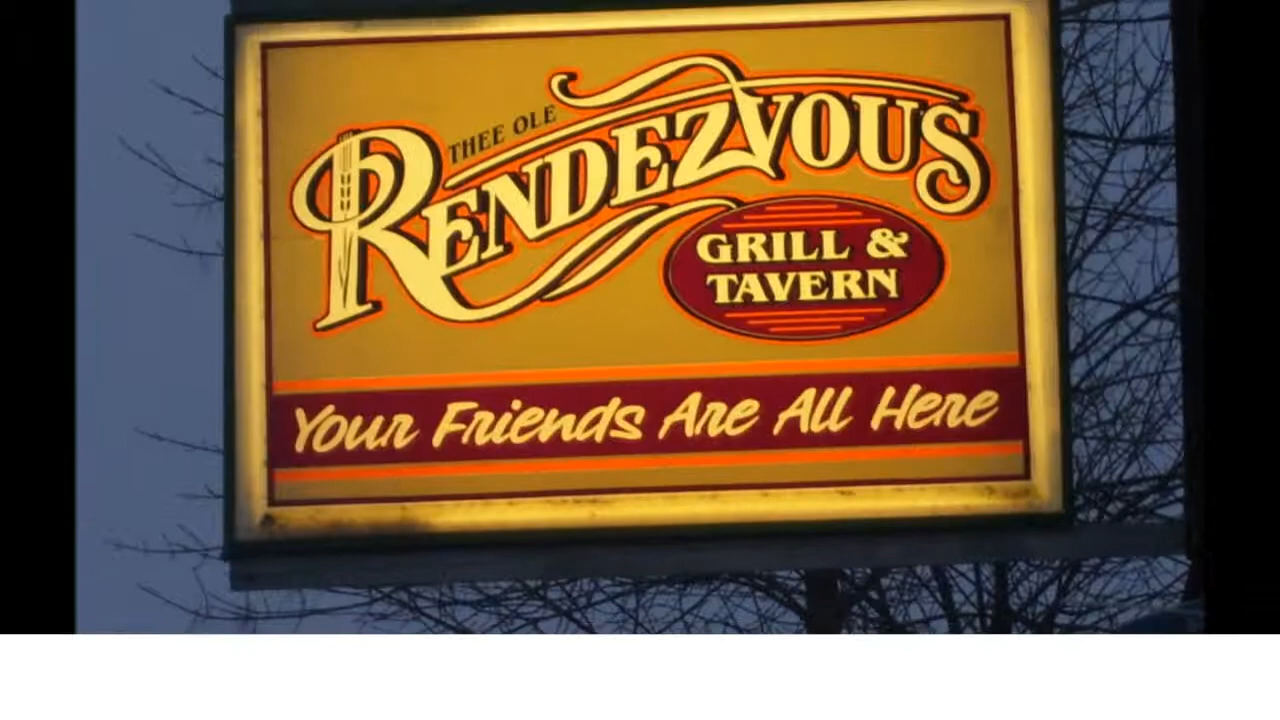 THEE OLE
RENDEZVOUS
GRILL &
TAVERN
Your Friends Are All Here